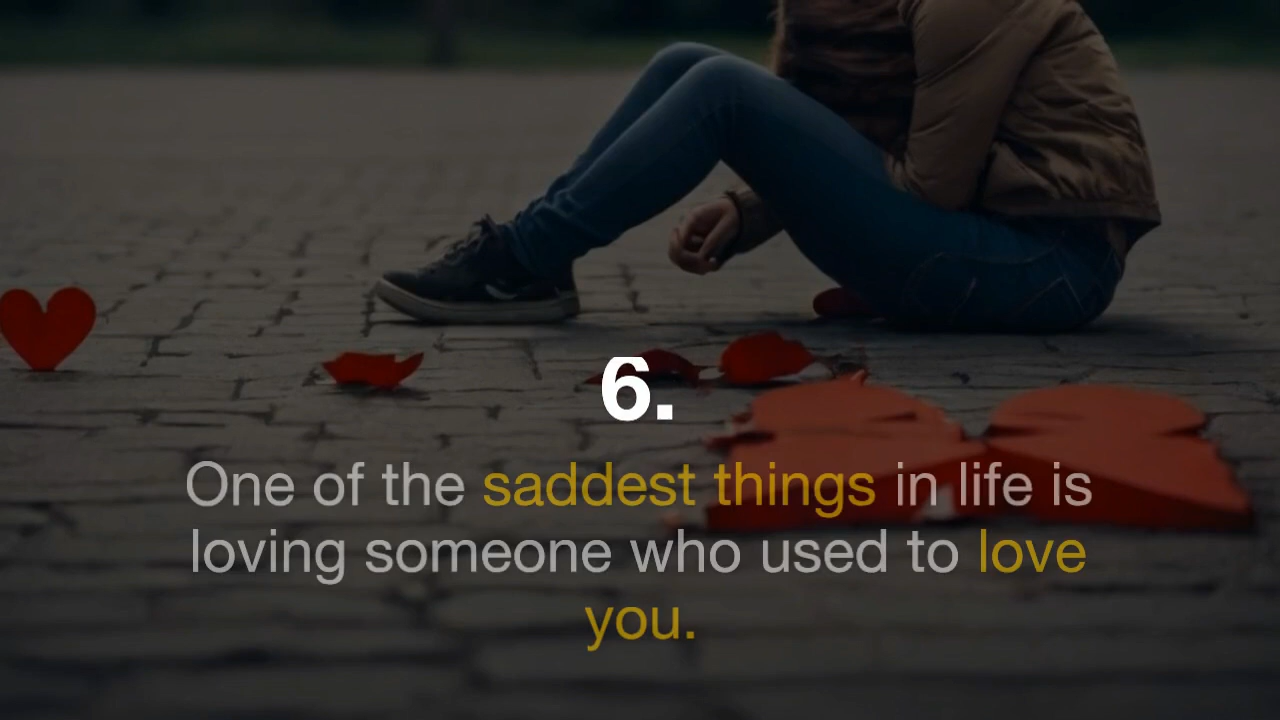 6.
One of the saddest things in life is
loving someone who used to love
you.